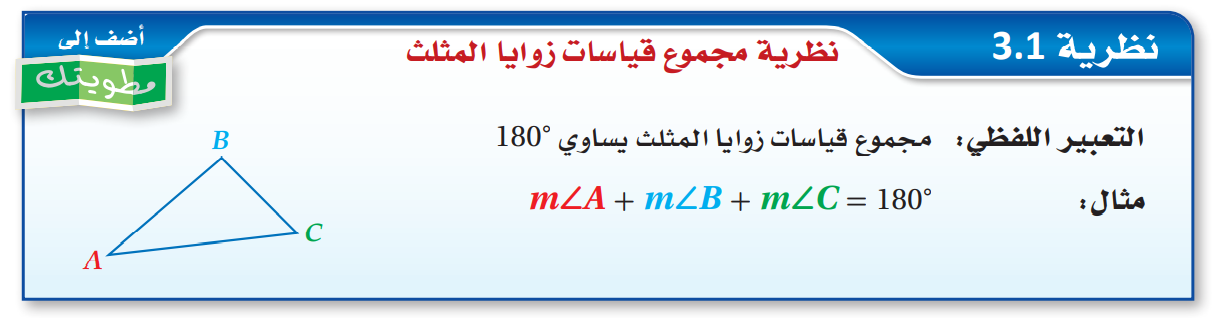 نظرية 3.1
نظرية مجموع قياسات زوايا المثلث
أضف إلى
مطويتك
التعبير اللفظي: مجموع قياسات زوايا المثلث يساوي 180°
مثال: m∠A + m∠B + m∠C = 180°
B
C
A